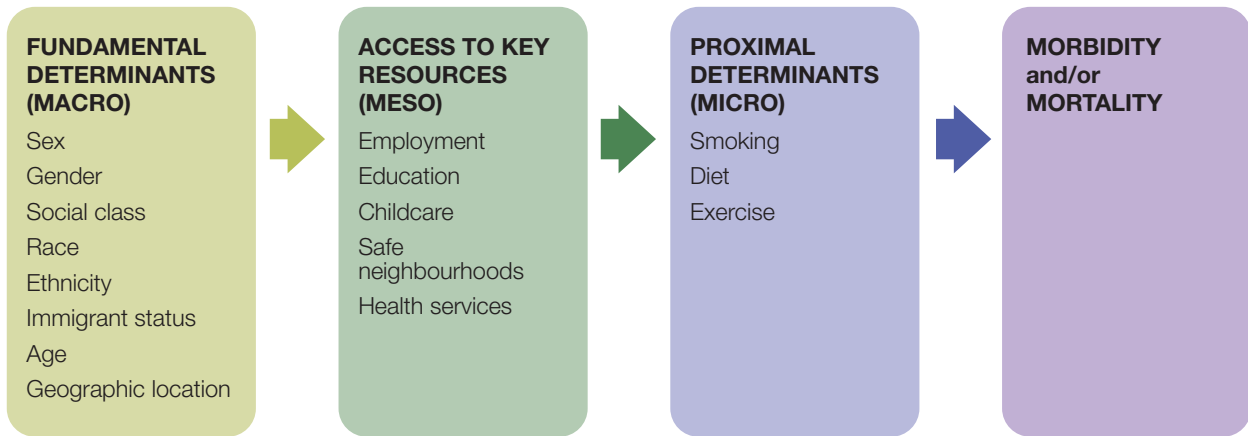 FUNDAMENTAL
DETERMINANTS
(MACRO)
Sex
Gender
Social class
Race
Ethnicity
Immigrant status
Age
Geographic location
ACCESS TO KEY
RESOURCES
(MESO)
Employment
Education
Childcare
Safe
neighbourhoods
Health services
PROXIMAL
DETERMINANTS
(MICRO)
Smoking
Diet
Exercise
MORBIDITY
and/or
MORTALITY